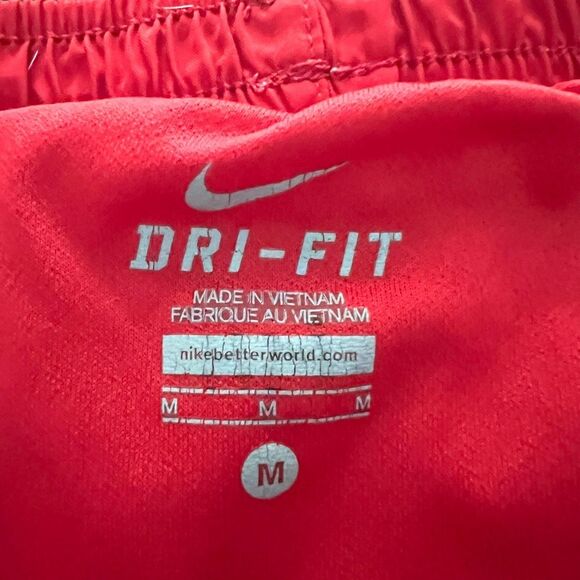 DRI-FIT
MADE IN VIETNAM
FABRIQUE AU VIETNAM
nikebetterworld.com
M M M
M